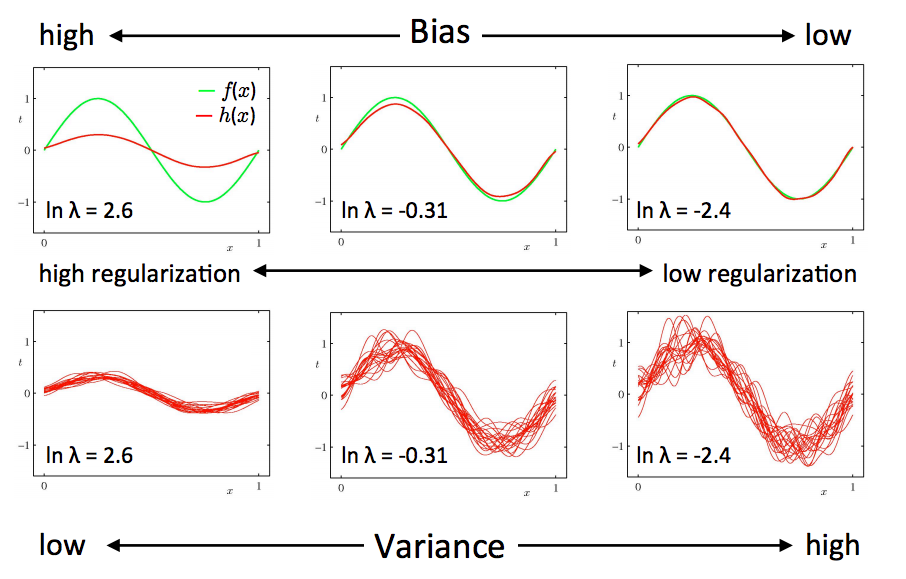 high Bias low
f(x)
h(x)
1
t
0
−1
ln λ = 2.6
0 x 1
1
t
0
−1
ln λ = -0.31
0 x 1
1
t
0
−1
ln λ = -2.4
0 x 1
high regularization low regularization
1
t
0
−1
ln λ = 2.6
0 x 1
1
t
0
−1
ln λ = -0.31
0 x 1
1
t
0
−1
ln λ = -2.4
0 x 1
low Variance high